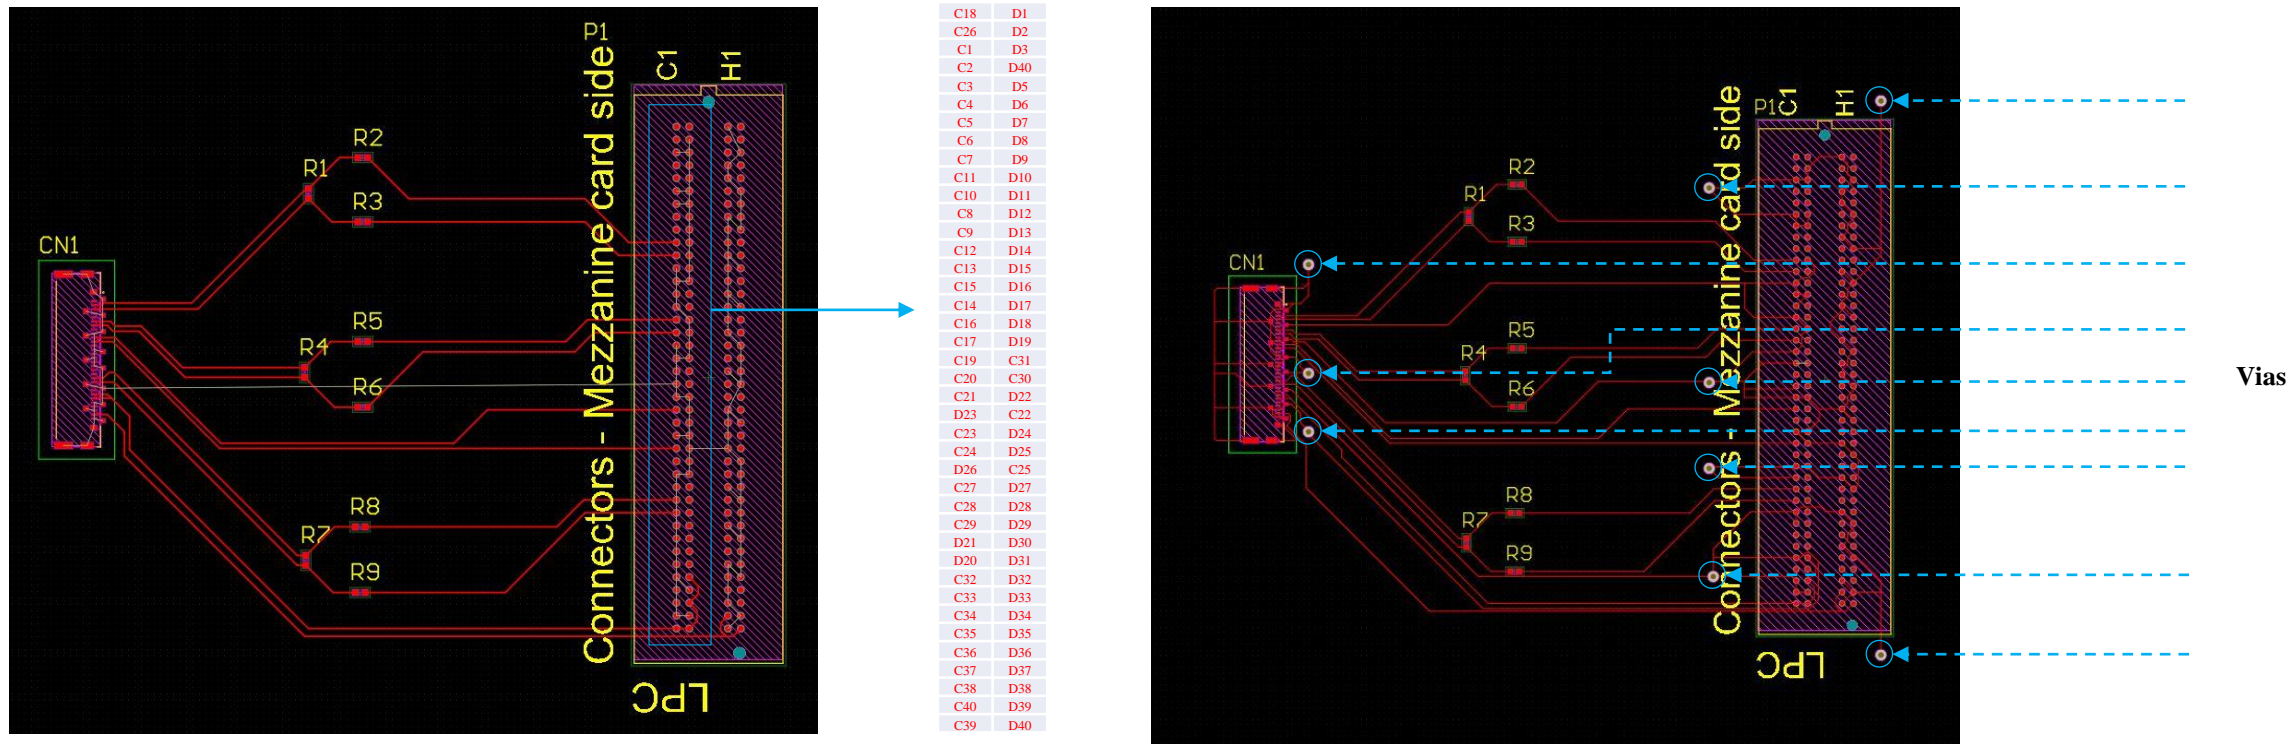 P1
C1
H1
Connectors - Mezzanine card side
R2
R1
R3
CN1
R5
R4
R6
R8
R7
R9
LPC
C18 D1
C26 D2
C1 D3
C2 D40
C3 D5
C4 D6
C5 D7
C6 D8
C7 D9
C11 D10
C10 D11
C8 D12
C9 D13
C12 D14
C13 D15
C15 D16
C14 D17
C16 D18
C17 D19
C19 C31
C20 C30
C21 D22
D23 C22
C23 D24
C24 D25
D26 C25
C27 D27
C28 D28
C29 D29
D21 D30
D20 D31
C32 D32
C33 D33
C34 D34
C35 D35
C36 D36
C37 D37
C38 D38
C40 D39
C39 D40
P1
C1
H1
Connectors - Mezzanine card side
R2
R1
R3
CN1
R5
R4
R6
R8
R7
R9
LPC
Vias